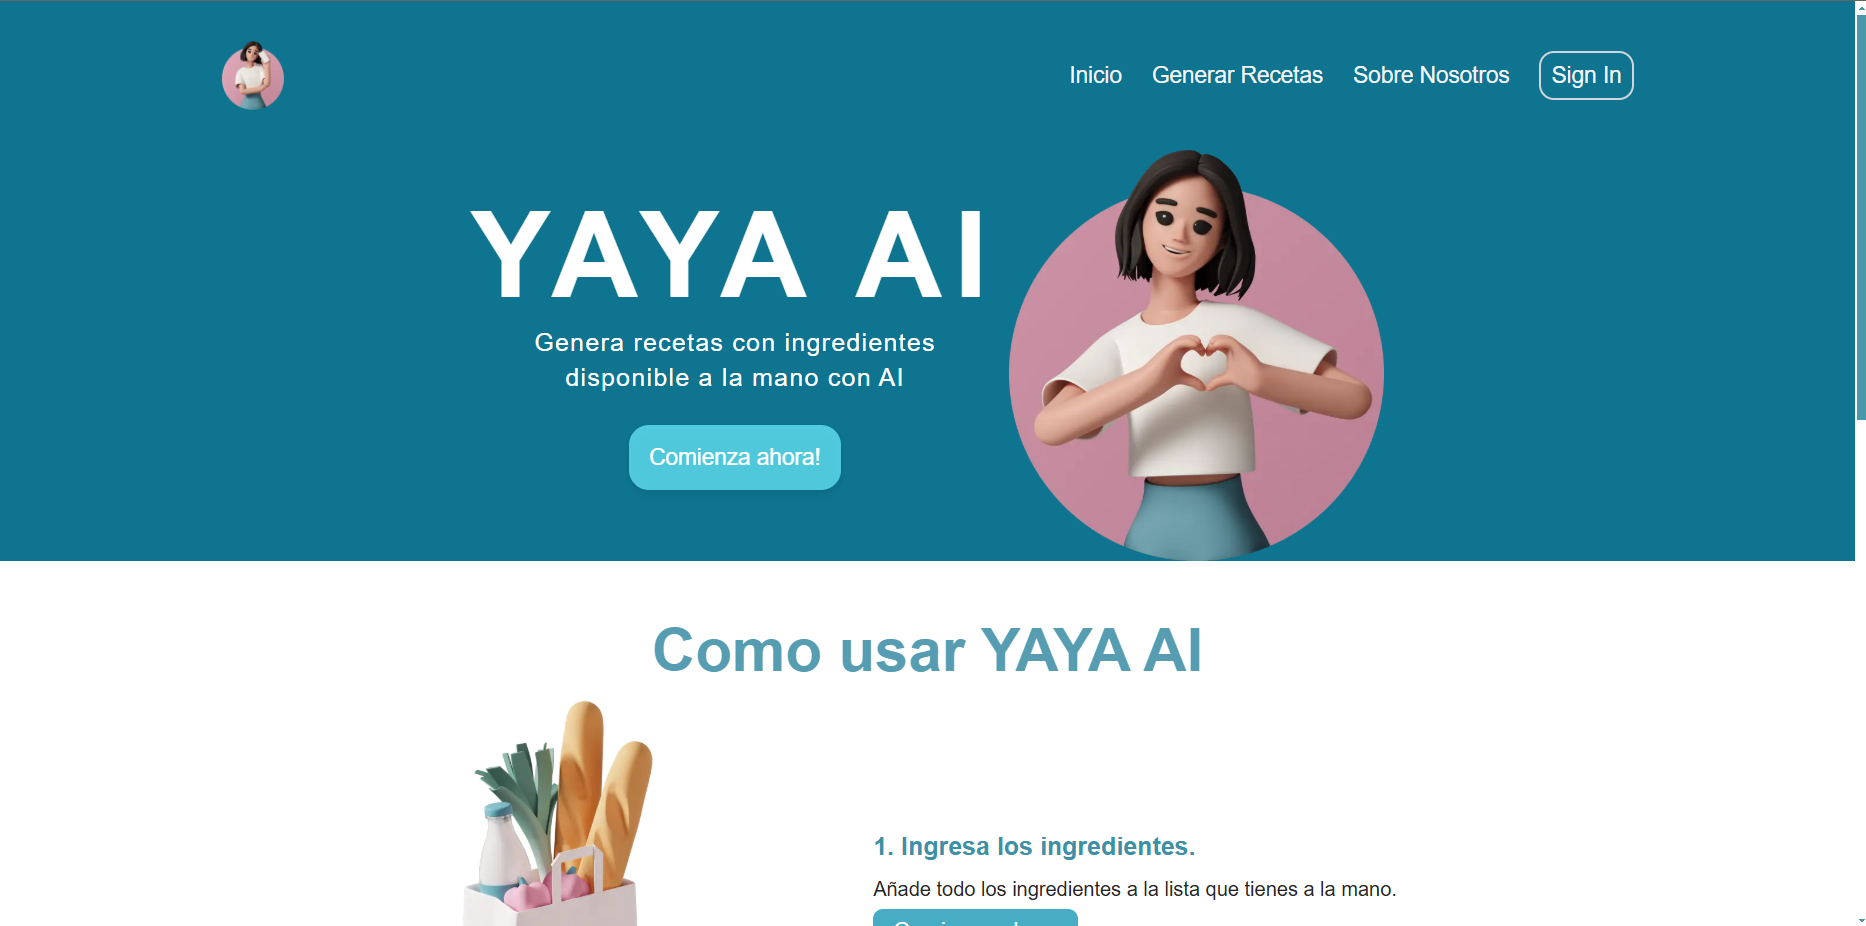 Inicio
Generar Recetas
Sobre Nosotros
Sign In
YAYA AI
Genera recetas con ingredientes
disponible a la mano con AI
Comienza ahora!
Como usar YAYA AI
1. Ingresa los ingredientes.
Añade todo los ingredientes a la lista que tienes a la mano.